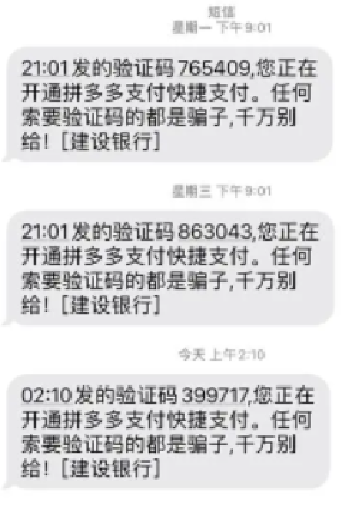 短信
星期一 下午9:01
21:01发的验证码765409,您正在
开通拼多多支付快捷支付。任何
索要验证码的都是骗子,千万别
给! [建设银行]
星期三 下午9:01
21:01发的验证码863043,您正在
开通拼多多支付快捷支付。任何
索要验证码的都是骗子,千万别
给! [建设银行]
今天 上午2:10
02:10发的验证码399717,您正在
开通拼多多支付快捷支付。任何
索要验证码的都是骗子,千万别
给! [建设银行]